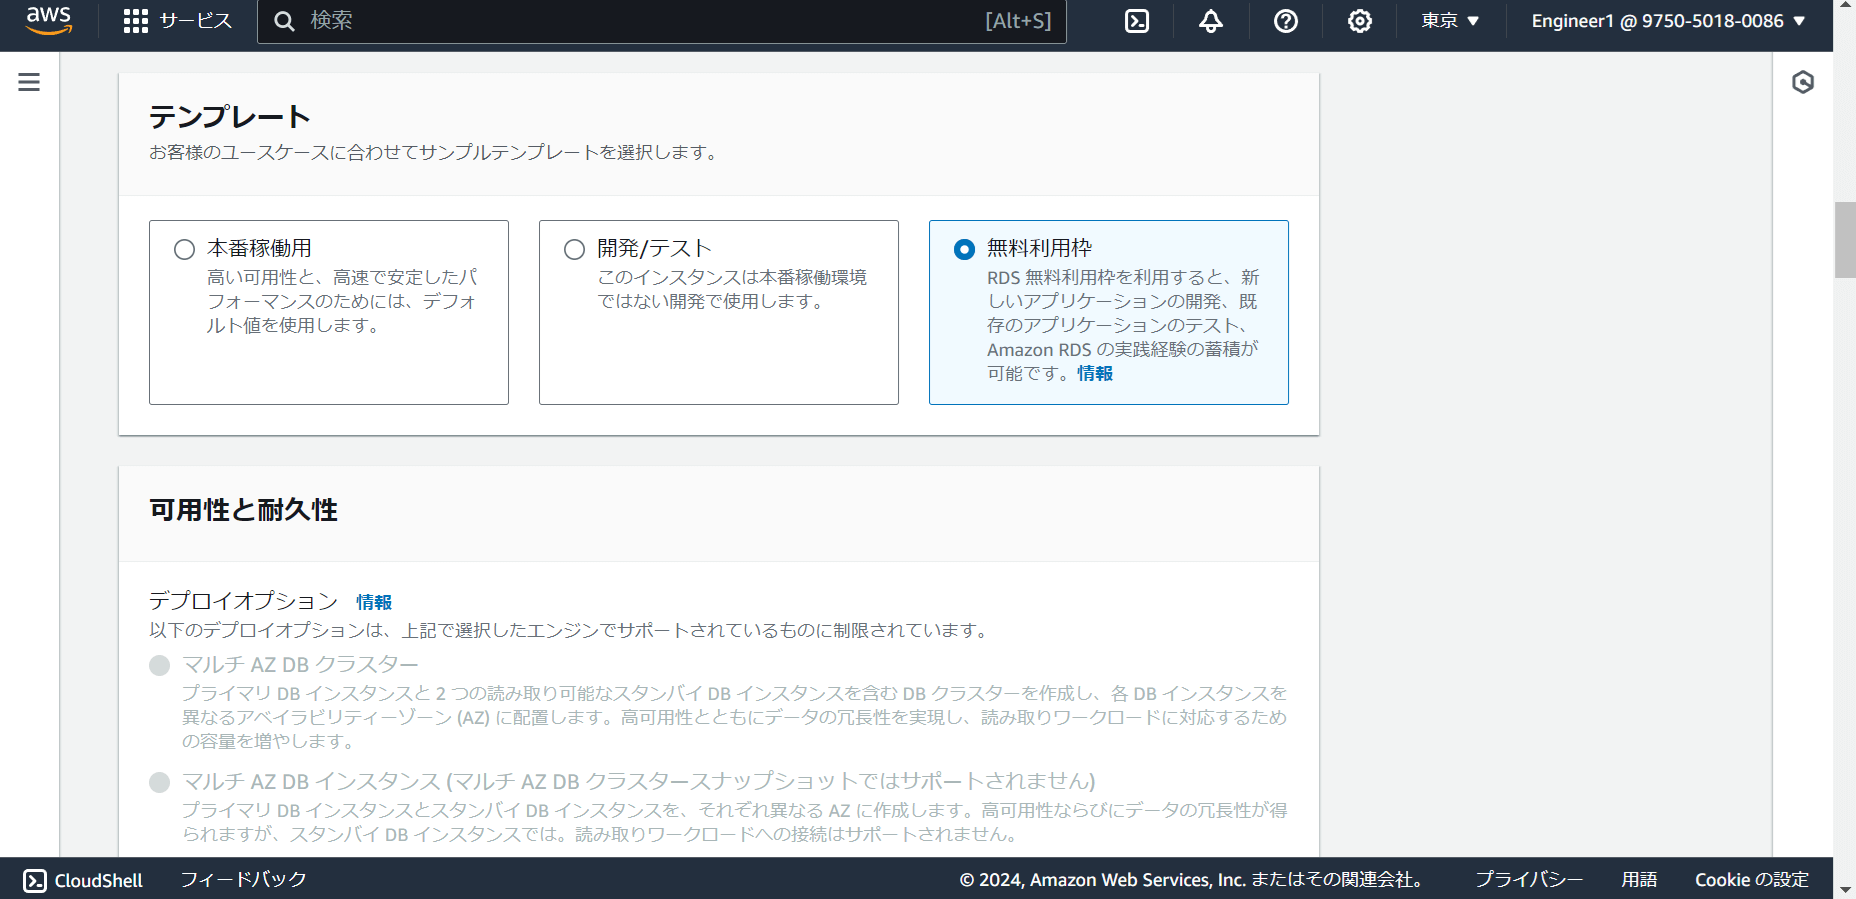 aws
サービス
検索
[Alt+S]
東京 ▼
Engineer1 @ 9750-5018-0086 ▼
テンプレート
お客様のユースケースに合わせてサンプルテンプレートを選択します。
本番稼働用
高い可用性と、高速で安定したパ
フォーマンスのためには、デフォ
ルト値を使用します。
開発/テスト
このインスタンスは本番稼働環境
ではない開発で使用します。
無料利用枠
RDS 無料利用枠を利用すると、新
しいアプリケーションの開発、既
存のアプリケーションのテスト、
Amazon RDS の実践経験の蓄積が
可能です。情報
可用性と耐久性
デプロイオプション 情報
以下のデプロイオプションは、上記で選択したエンジンでサポートされているものに制限されています。
マルチ AZ DB クラスター
プライマリ DB インスタンスと 2 つの読み取り可能なスタンバイ DB インスタンスを含む DB クラスターを作成し、各 DB インスタンスを
異なるアベイラビリティーゾーン (AZ) に配置します。高可用性とともにデータの冗長性を実現し、読み取りワークロードに対応するため
の容量を増やします。
マルチ AZ DB インスタンス (マルチ AZ DB クラスタースナップショットではサポートされません)
プライマリ DB インスタンスとスタンバイ DB インスタンスを、それぞれ異なる AZ に作成します。高可用性ならびにデータの冗長性が得
られますが、スタンバイ DB インスタンスでは。読み取りワークロードへの接続はサポートされません。
CloudShell
フィードバック
© 2024, Amazon Web Services, Inc. またはその関連会社。
プライバシー
用語
Cookie の設定